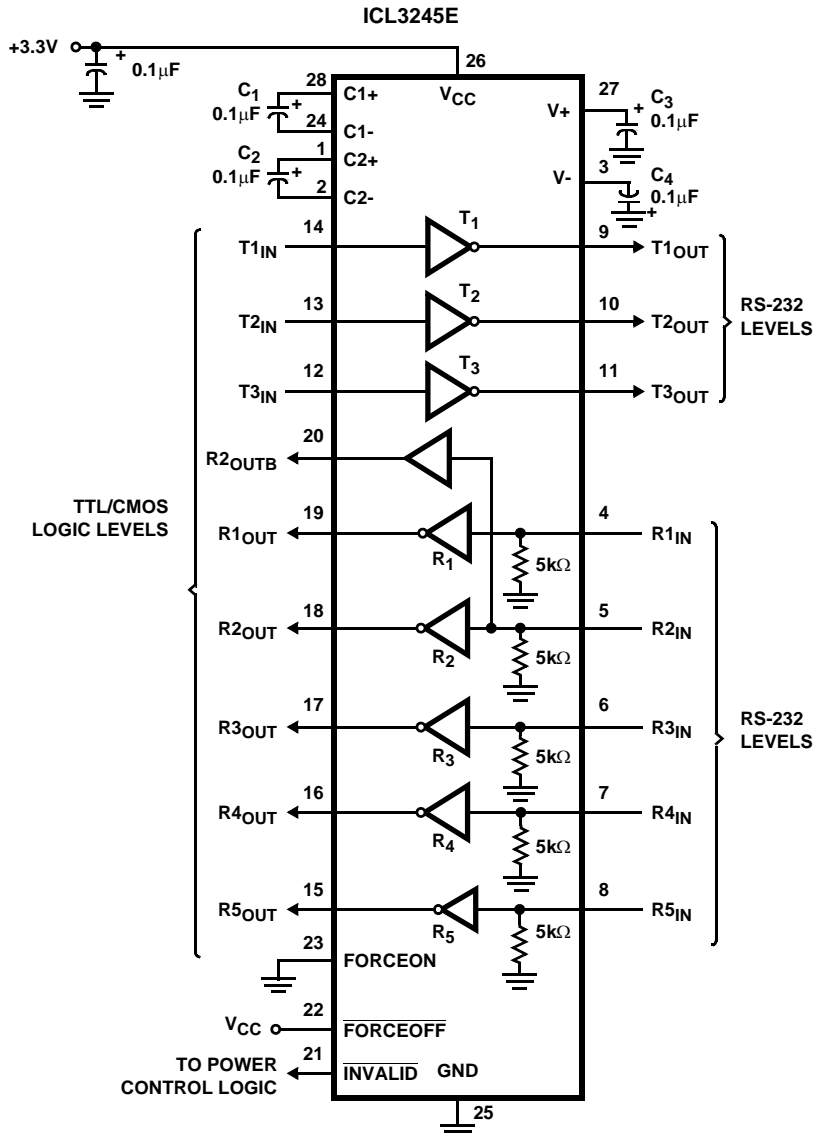 ICL3245E
+3.3V
+
0.1μF
26
VCC
C1
0.1μF
+
28
C1+
24
C1-
C2
0.1μF
+
1
C2+
2
C2-
27
V+
+
C3
0.1μF
3
V-
C4
0.1μF
+
T1IN
14
T1
9
T1OUT
T2IN
13
T2
10
T2OUT
T3IN
12
T3
11
T3OUT
RS-232
LEVELS
R2OUTB
20
TTL/CMOS
LOGIC LEVELS
R1OUT
19
R1
5kΩ
4
R1IN
R2OUT
18
R2
5kΩ
5
R2IN
R3OUT
17
R3
5kΩ
6
R3IN
RS-232
LEVELS
R4OUT
16
R4
5kΩ
7
R4IN
R5OUT
15
R5
5kΩ
8
R5IN
23
FORCEON
VCC
22
FORCEOFF
TO POWER
CONTROL LOGIC
21
INVALID
GND
25